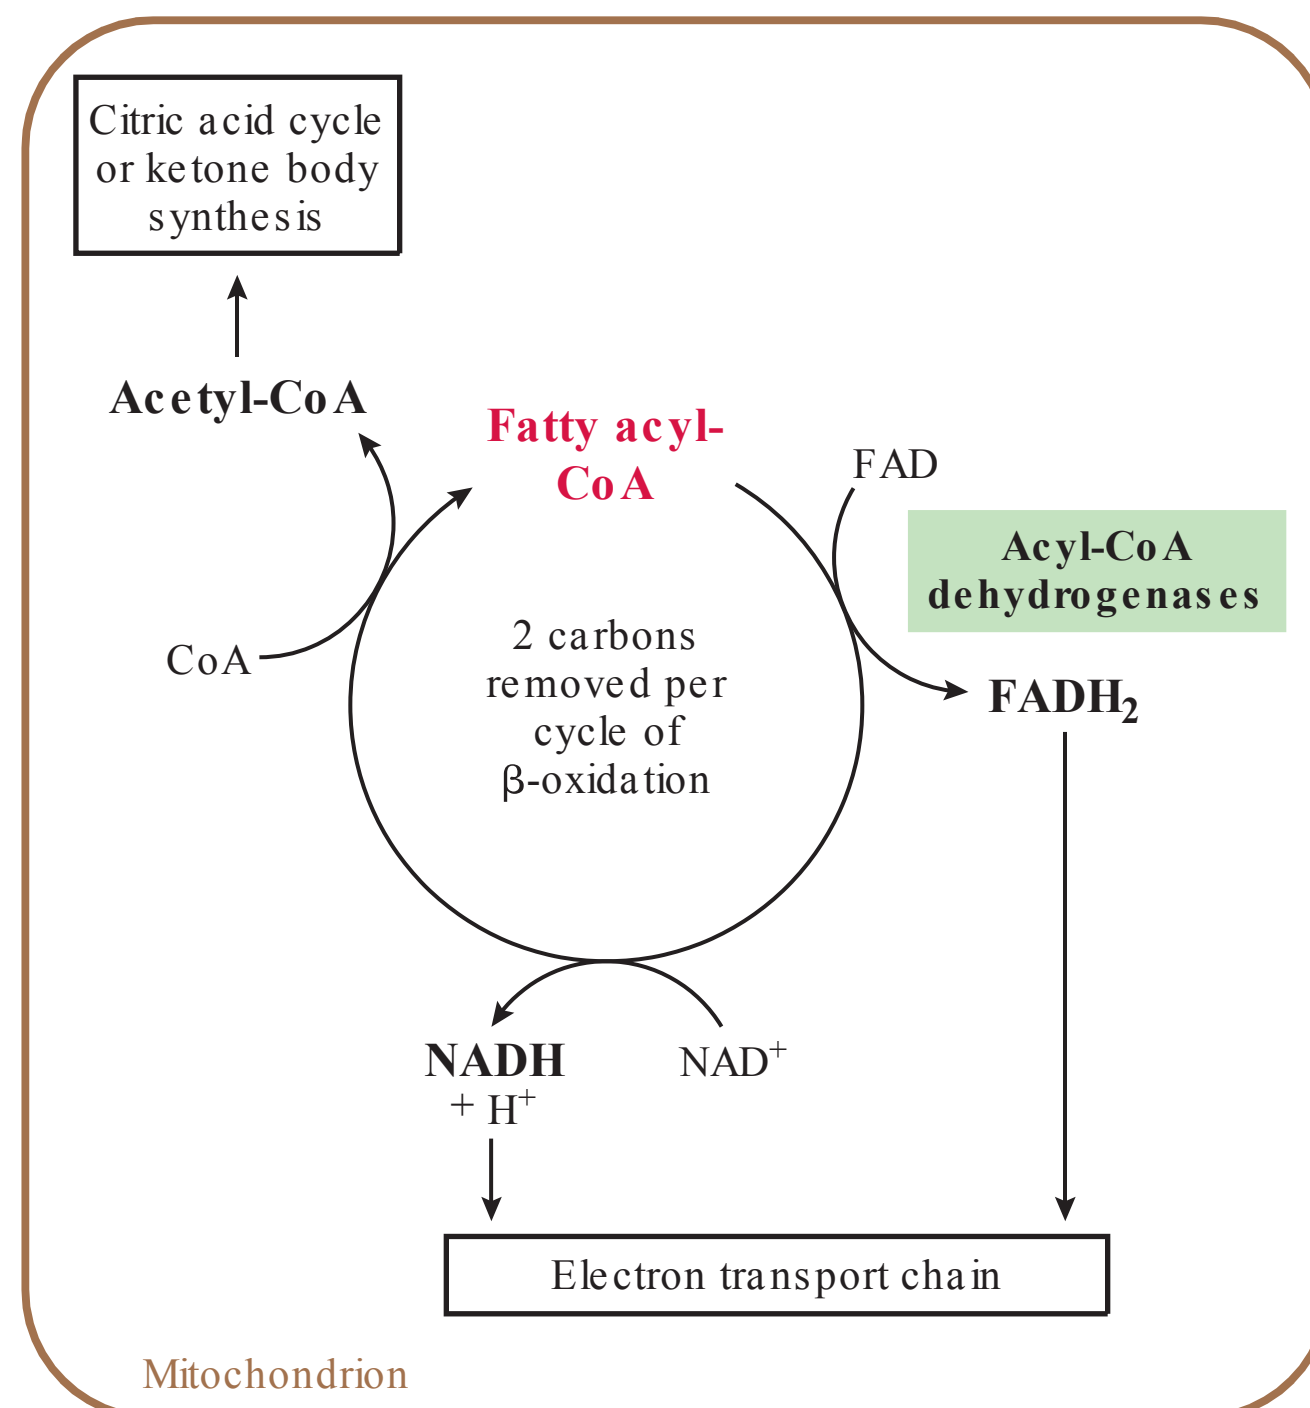 Citric acid cycle
or ketone body
synthesis
Acetyl-CoA
Fatty acyl-
CoA
FAD
Acyl-CoA
dehydrogenases
CoA
2 carbons
removed per
cycle of
β-oxidation
FADH₂
NADH
+ H⁺
NAD⁺
Electron transport chain
Mitochondrion